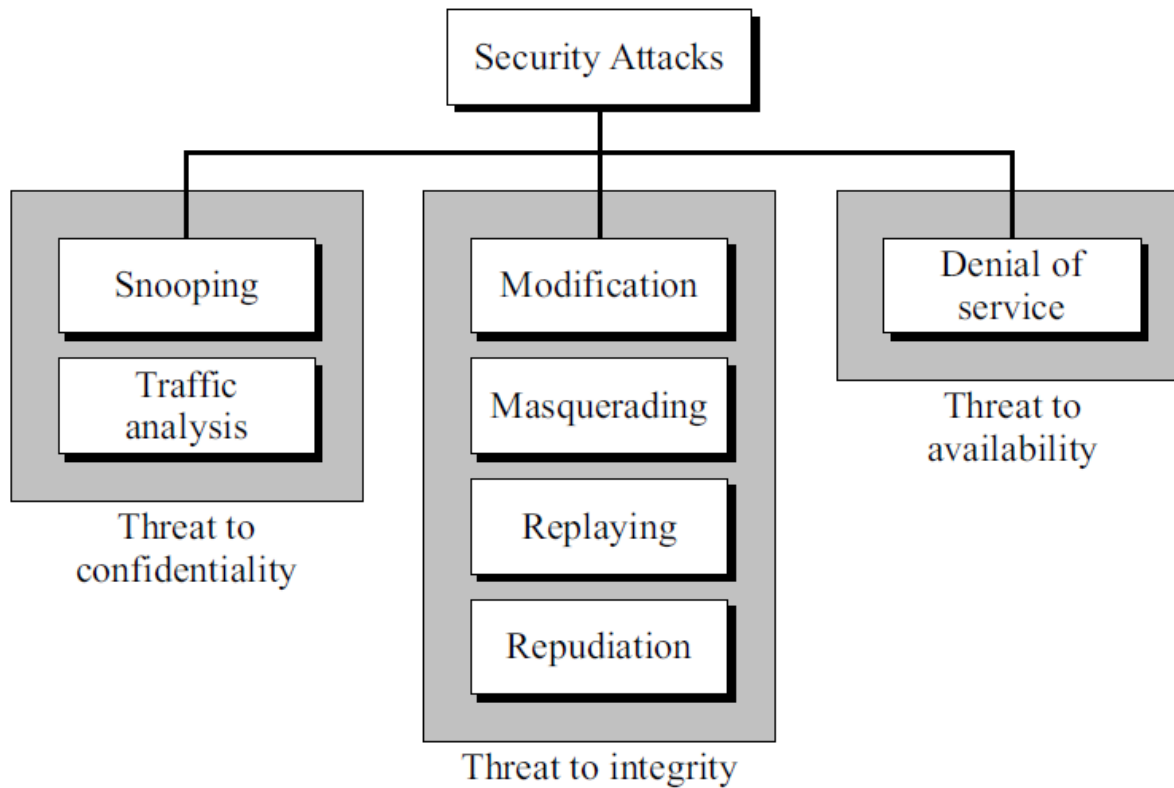 Security Attacks
Snooping
Traffic
analysis
Threat to
confidentiality
Modification
Masquerading
Replaying
Repudiation
Threat to integrity
Denial of
service
Threat to
availability